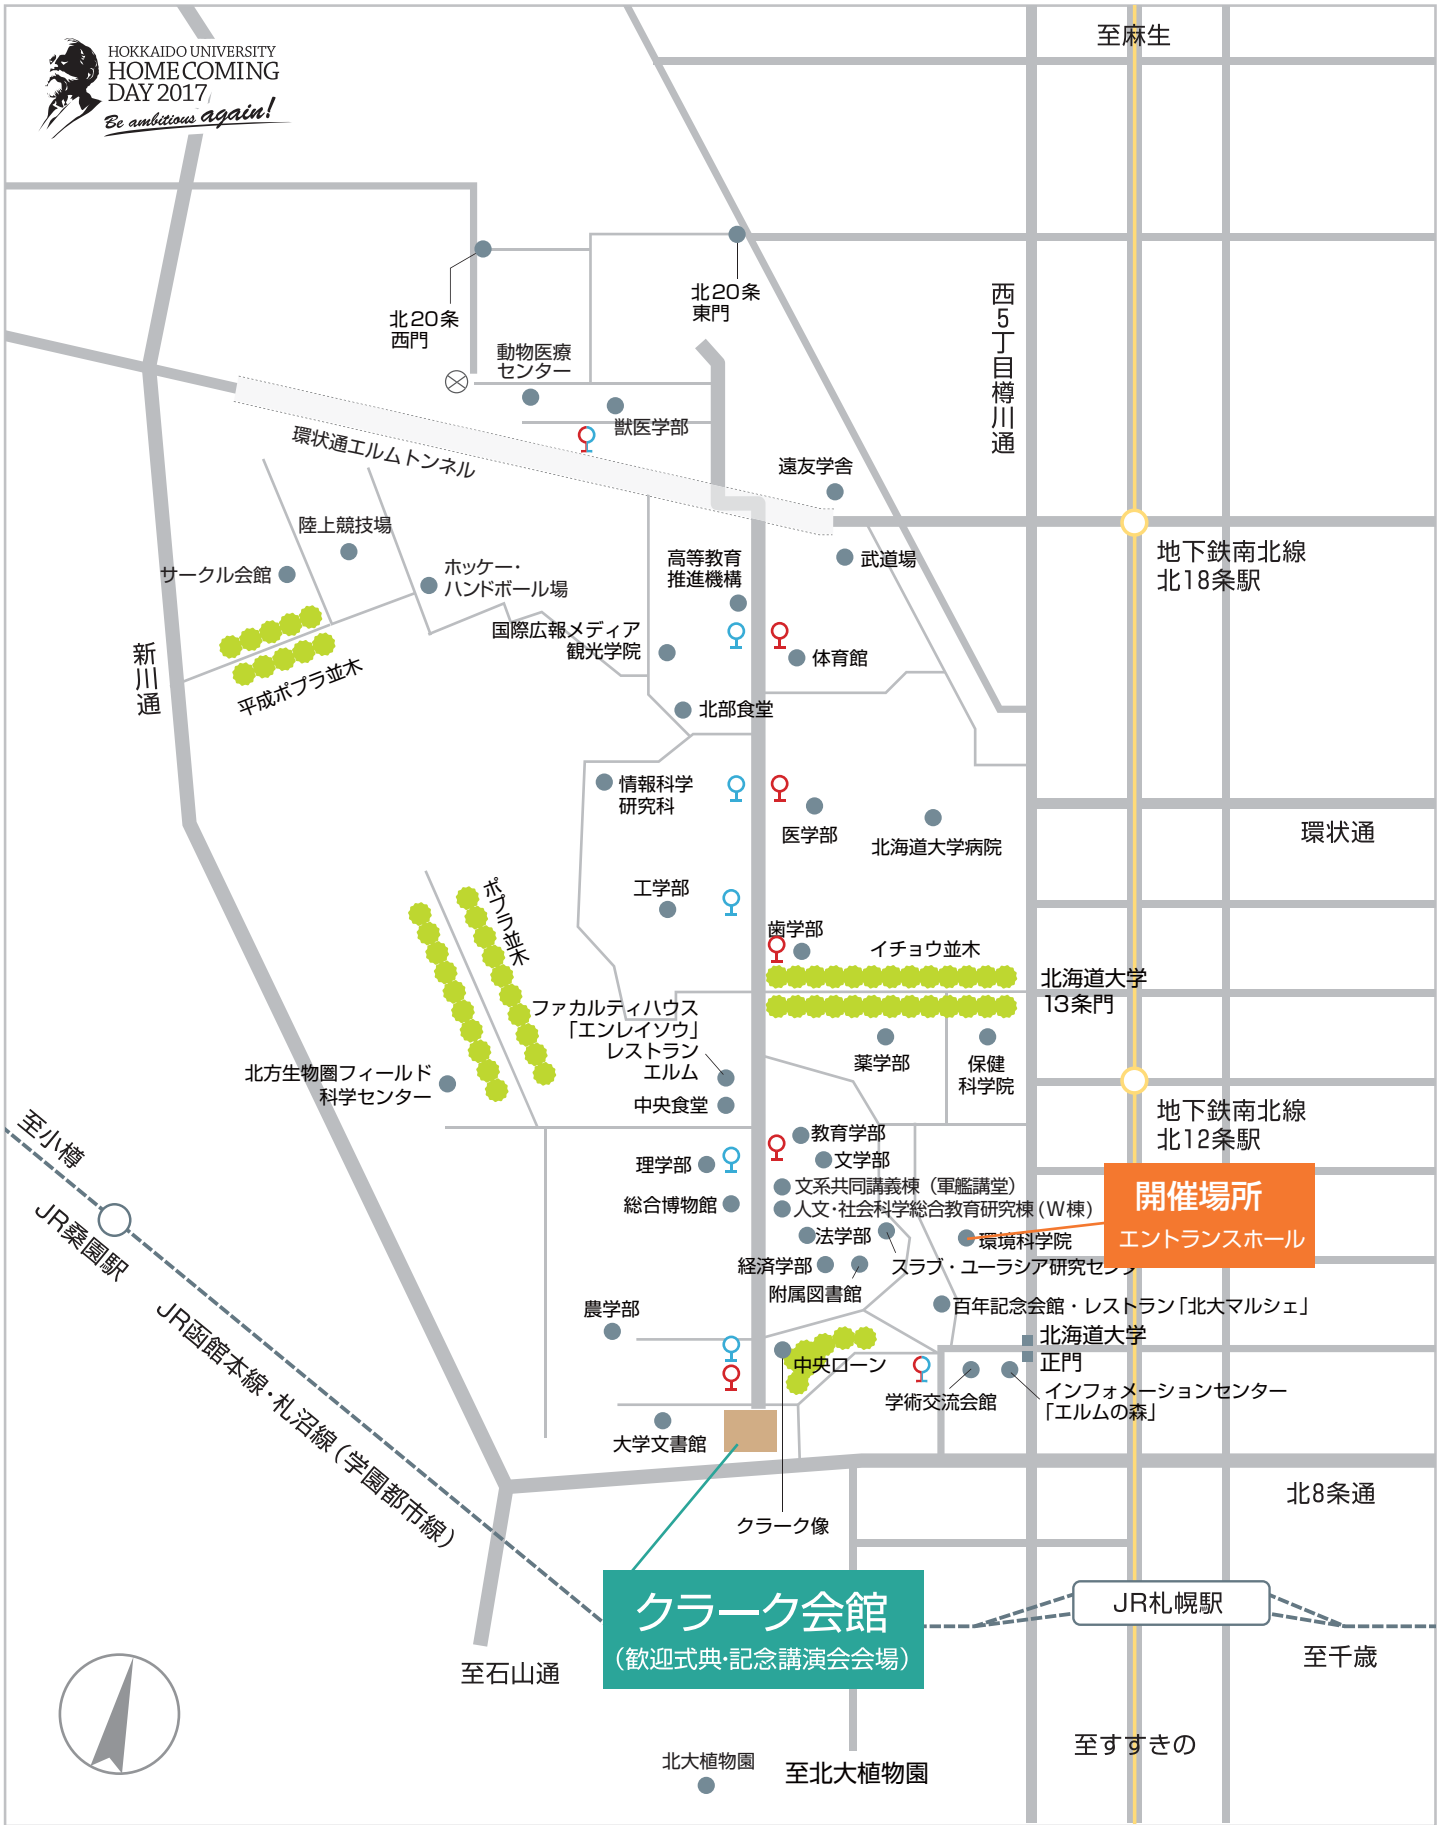 HOKKAIDO UNIVERSITY
HOMECOMING
DAY 2017
Be ambitious again!
至麻生
北20条
西門
北20条
東門
西5丁目樽川通
動物医療
センター
獣医学部
環状通エルムトンネル
遠友学舎
陸上競技場
サークル会館
ホッケー・
ハンドボール場
高等教育
推進機構
武道場
地下鉄南北線
北18条駅
国際広報メディア
観光学院
体育館
新川通
平成ポプラ並木
北部食堂
情報科学
研究科
医学部
北海道大学病院
環状通
工学部
ポプラ並木
歯学部
イチョウ並木
北海道大学
13条門
ファカルティハウス
「エンレイソウ」
レストラン
エルム
薬学部
保健
科学院
北方生物圏フィールド
科学センター
中央食堂
地下鉄南北線
北12条駅
至小樽
教育学部
文学部
理学部
文系共同講義棟（軍艦講堂）
総合博物館
人文・社会科学総合教育研究棟(W棟)
開催場所
エントランスホール
JR桑園駅
法学部
環境科学院
経済学部
スラブ・ユーラシア研究センター
附属図書館
百年記念会館・レストラン「北大マルシェ」
農学部
JR函館本線・札沼線（学園都市線）
北海道大学
正門
中央ローン
学術交流会館
インフォメーションセンター
「エルムの森」
大学文書館
北8条通
クラーク像
クラーク会館
（歓迎式典・記念講演会会場）
JR札幌駅
至石山通
至千歳
至すすきの
北大植物園
至北大植物園